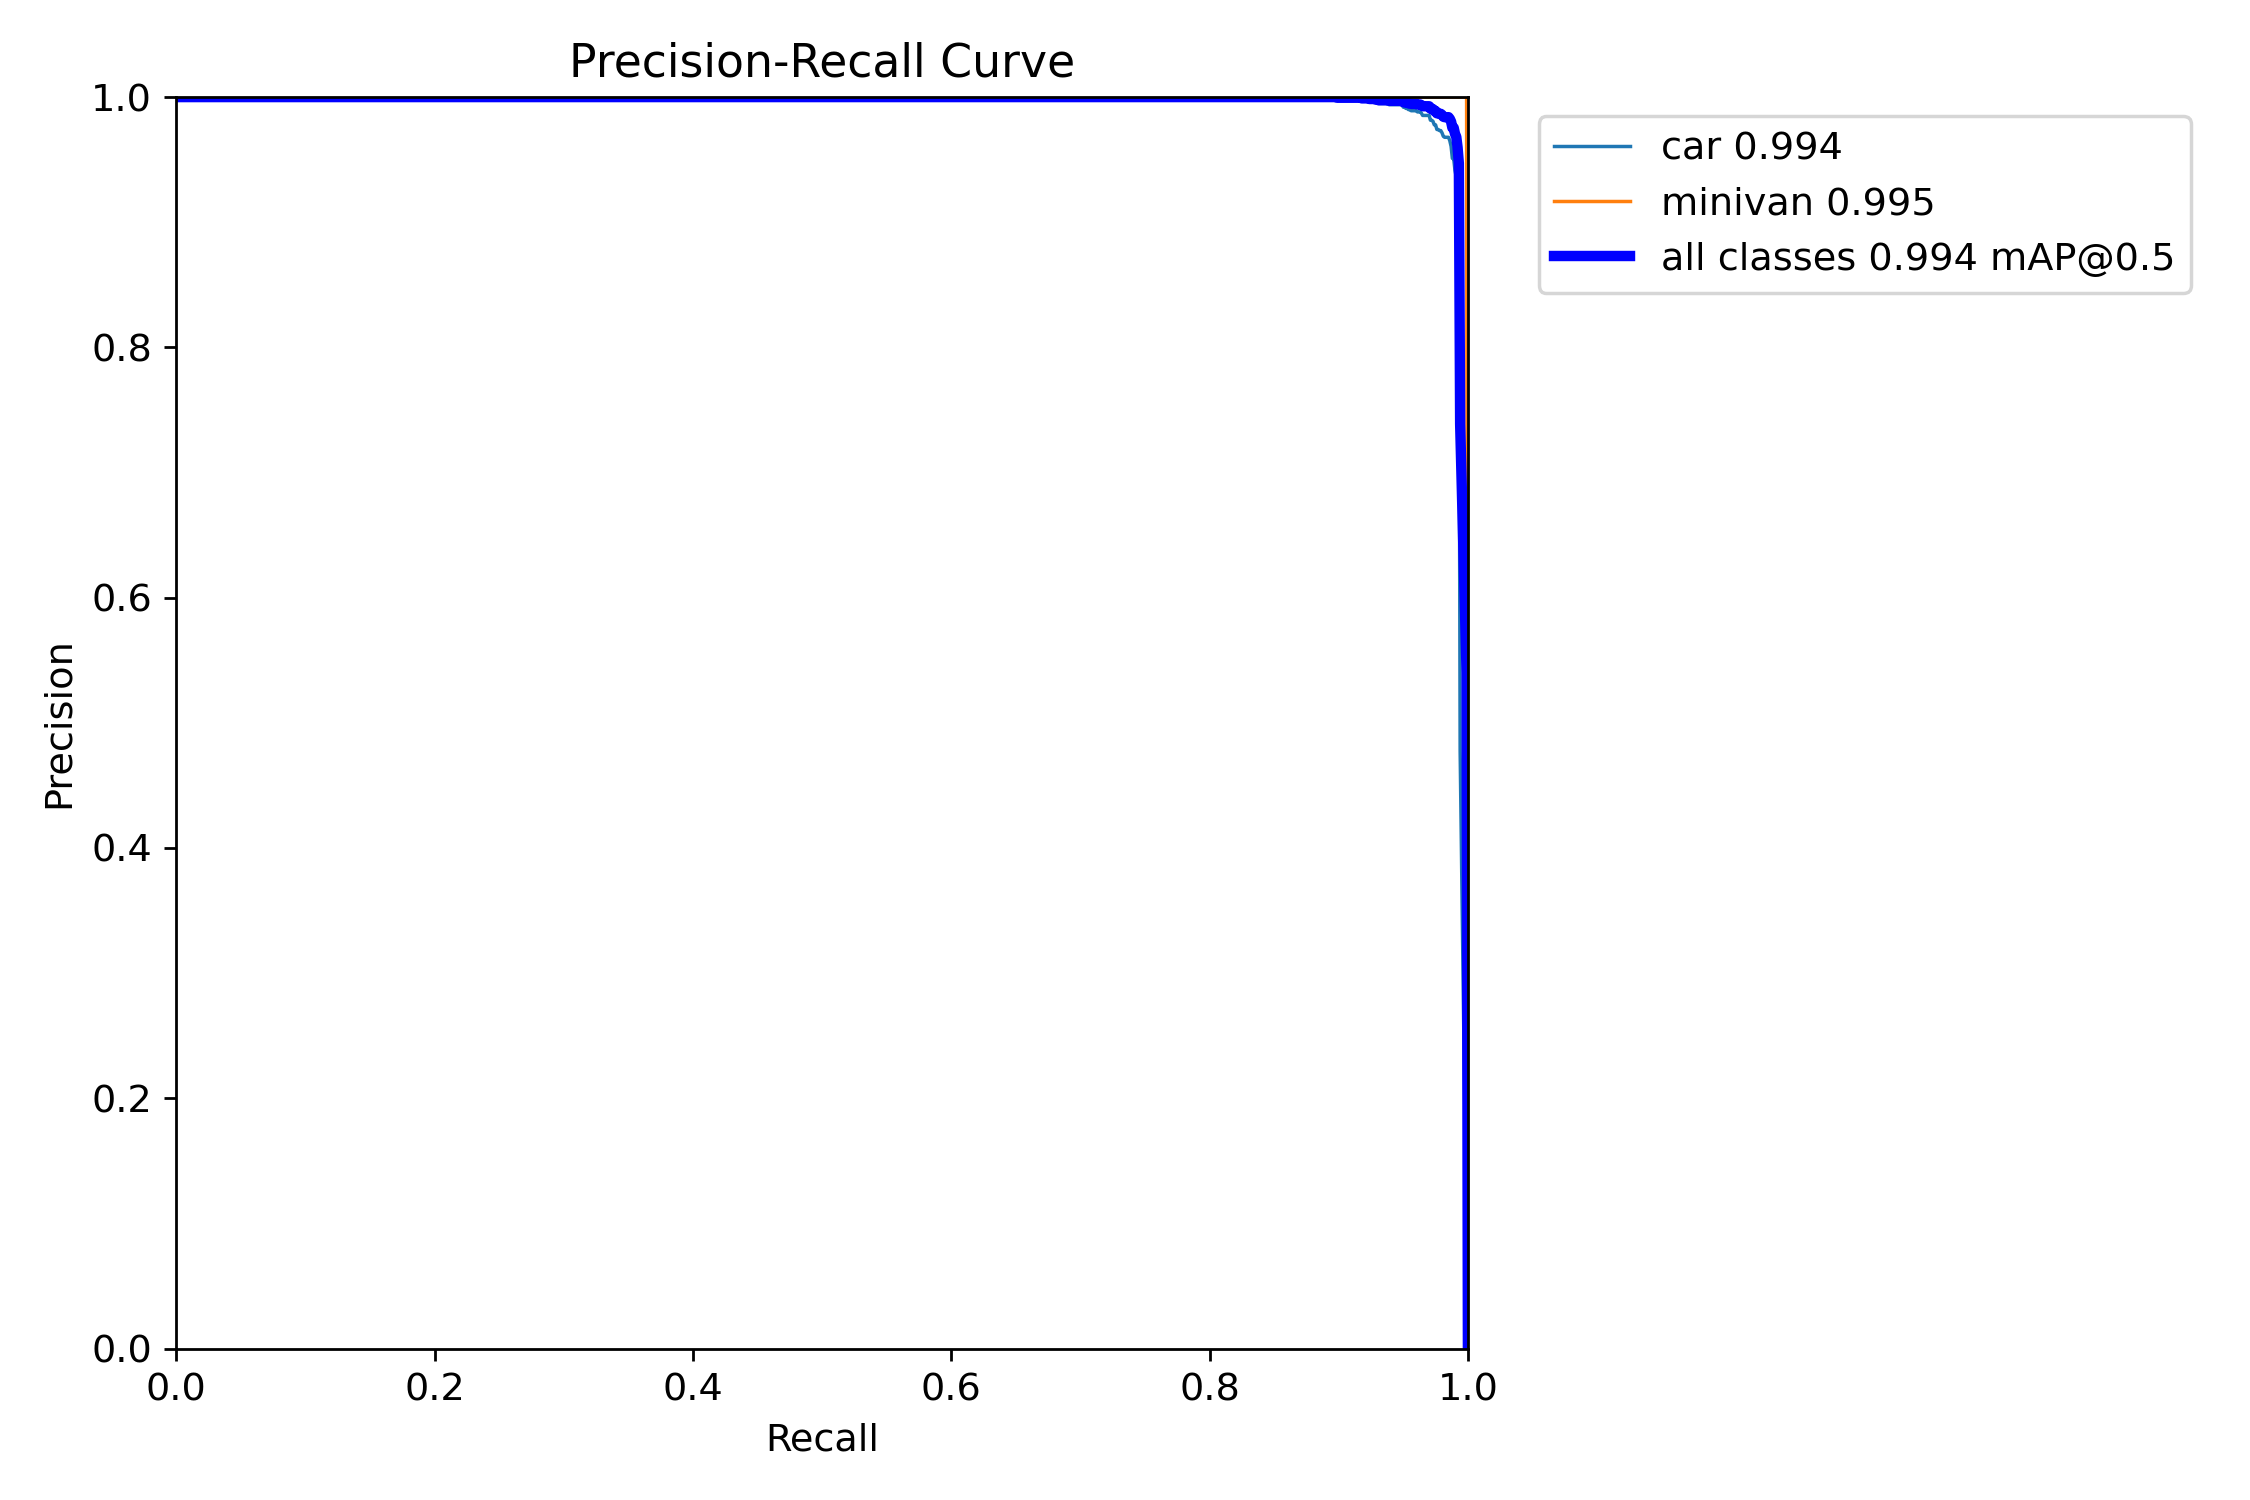 Precision-Recall Curve
1.0
0.8
0.6
0.4
0.2
0.0
Precision
0.0 0.2 0.4 0.6 0.8 1.0
Recall
car 0.994
minivan 0.995
all classes 0.994 mAP@0.5